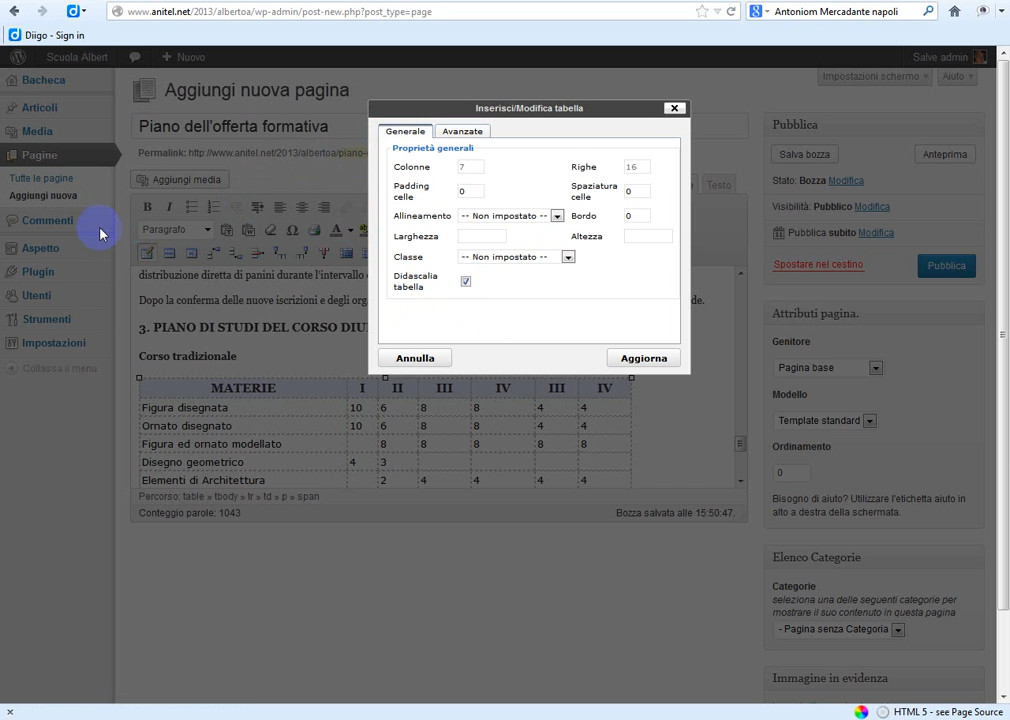 www.anitel.net/2013/albertoa/wp-admin/post-new.php?post_type=page
Antoniom Mercadante napoli
Diigo - Sign in
Scuola Albert
Nuovo
Salve admin
Bacheca
Articoli
Media
Pagine
Tutte le pagine
Aggiungi nuova
Commenti
Aspetto
Plugin
Utenti
Strumenti
Impostazioni
Collassa il menu
Impostazioni schermo
Aiuto
Aggiungi nuova pagina
Piano dell'offerta formativa
Permalink: http://www.anitel.net/2013/albertoa/piano-
Aggiungi media
Testo
B I
ABC
Paragrafo
A
Inserisci/Modifica tabella
Generale
Avanzate
Proprietà generali
Colonne 7
Righe 16
Padding celle 0
Spaziatura celle 0
Allineamento -- Non impostato --
Bordo 0
Larghezza
Altezza
Classe -- Non impostato --
Didascalia tabella
Annulla
Aggiorna
distribuzione diretta di panini durante l'intervallo
Dopo la conferma delle nuove iscrizioni e degli org
de.
3. PIANO DI STUDI DEL CORSO DIU
Corso tradizionale
MATERIE I II III IV III IV
Figura disegnata 10 6 8 8 4 4
Ornato disegnato 10 6 8 8 4 4
Figura ed ornato modellato 8 8 8 8 8
Disegno geometrico 4 3
Elementi di Architettura 2 4 4 4 4
Percorso: table » tbody » tr » td » p » span
Conteggio parole: 1043
Bozza salvata alle 15:50:47.
Pubblica
Salva bozza
Anteprima
Stato: Bozza Modifica
Visibilità: Pubblico Modifica
Pubblica subito Modifica
Spostare nel cestino
Pubblica
Attributi pagina.
Genitore
Pagina base
Modello
Template standard
Ordinamento
0
Bisogno di aiuto? Utilizzare l'etichetta aiuto in
alto a destra della schermata.
Elenco Categorie
Categorie
seleziona una delle seguenti categorie per
mostrare il suo contenuto in questa pagina
- Pagina senza Categoria
Immagine in evidenza
HTML 5 - see Page Source